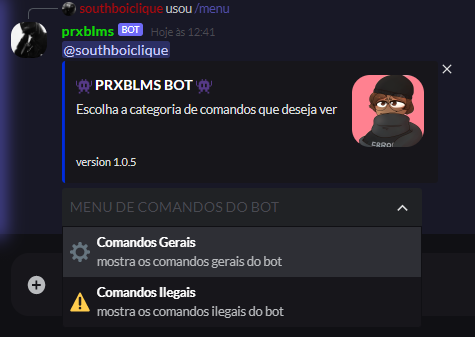 southboiclique usou /menu
prxblms BOT Hoje às 12:41
@southboiclique
PRXBLMS BOT
Escolha a categoria de comandos que deseja ver
version 1.0.5
MENU DE COMANDOS DO BOT
Comandos Gerais
mostra os comandos gerais do bot
Comandos Ilegais
mostra os comandos ilegais do bot